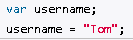 var username;
username = "Tom";